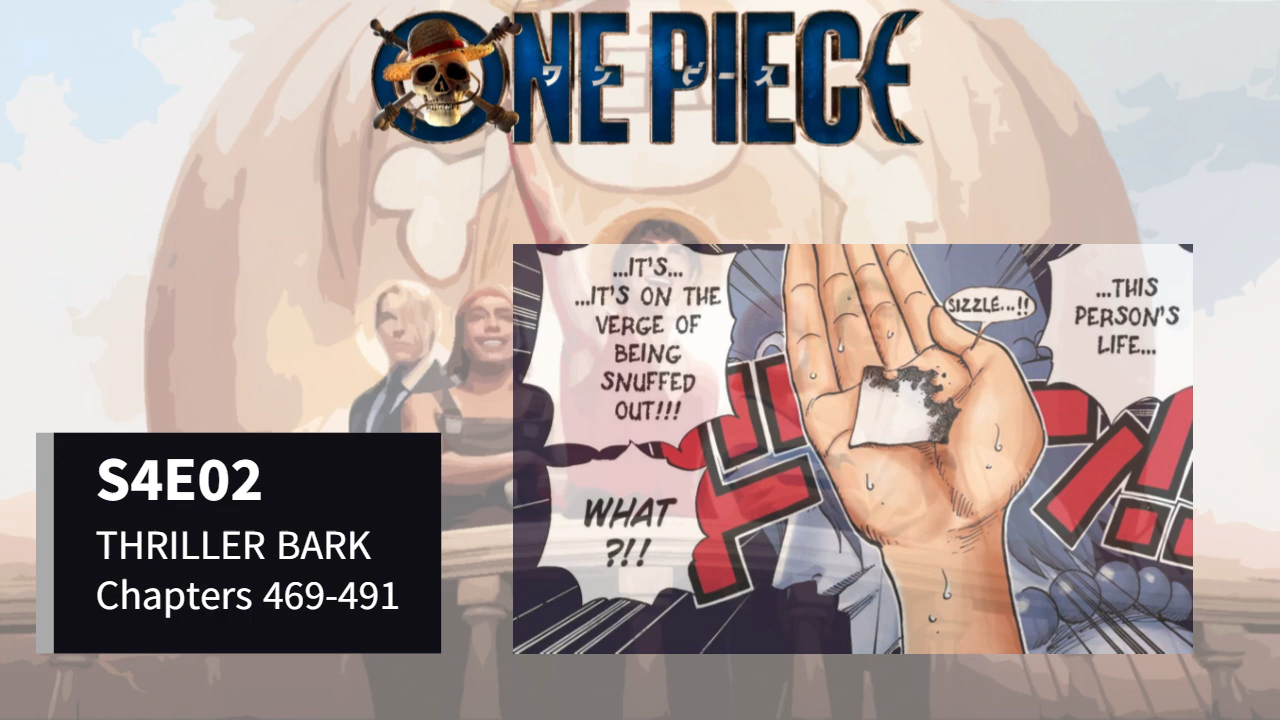 ONE PIECE
ワンピース
...IT'S...
...IT'S ON THE
VERGE OF
BEING
SNUFFED
OUT!!!
SIZZLE...!!
...THIS
PERSON'S
LIFE...
WHAT
?!!
S4E02
THRILLER BARK
Chapters 469-491